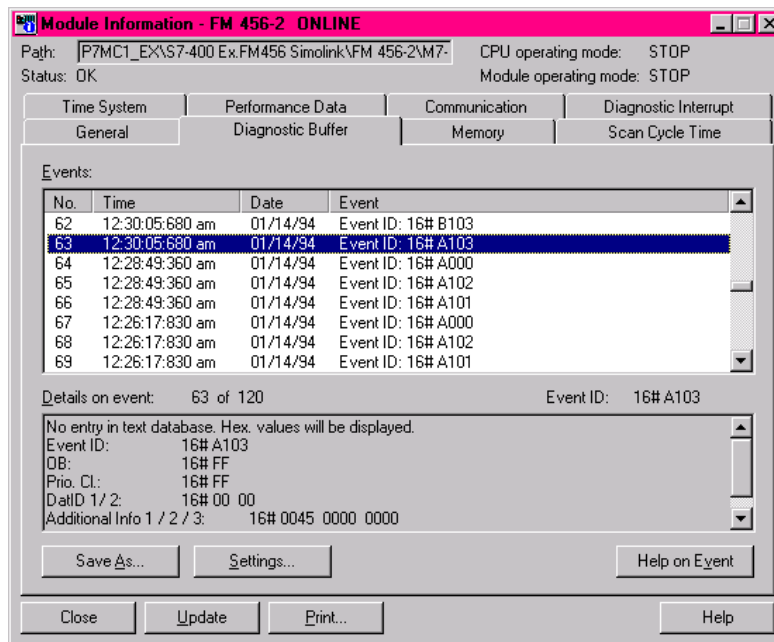 Module Information - FM 456-2 ONLINE
Path: P7MC1_EX\S7-400 Ex.FM456 Simolink\FM 456-2\M7- CPU operating mode: STOP
Status: OK Module operating mode: STOP
Time System Performance Data Communication Diagnostic Interrupt
General Diagnostic Buffer Memory Scan Cycle Time
Events:
No. Time Date Event
62 12:30:05:680 am 01/14/94 Event ID: 16# B103
63 12:30:05:680 am 01/14/94 Event ID: 16# A103
64 12:28:49:360 am 01/14/94 Event ID: 16# A000
65 12:28:49:360 am 01/14/94 Event ID: 16# A102
66 12:28:49:360 am 01/14/94 Event ID: 16# A101
67 12:26:17:830 am 01/14/94 Event ID: 16# A000
68 12:26:17:830 am 01/14/94 Event ID: 16# A102
69 12:26:17:830 am 01/14/94 Event ID: 16# A101
Details on event: 63 of 120 Event ID: 16# A103
No entry in text database. Hex. values will be displayed.
Event ID: 16# A103
OB: 16# FF
Prio. Cl.: 16# FF
DatID 1/ 2: 16# 00 00
Additional Info 1 / 2 / 3: 16# 0045 0000 0000
Save As... Settings... Help on Event
Close Update Print... Help